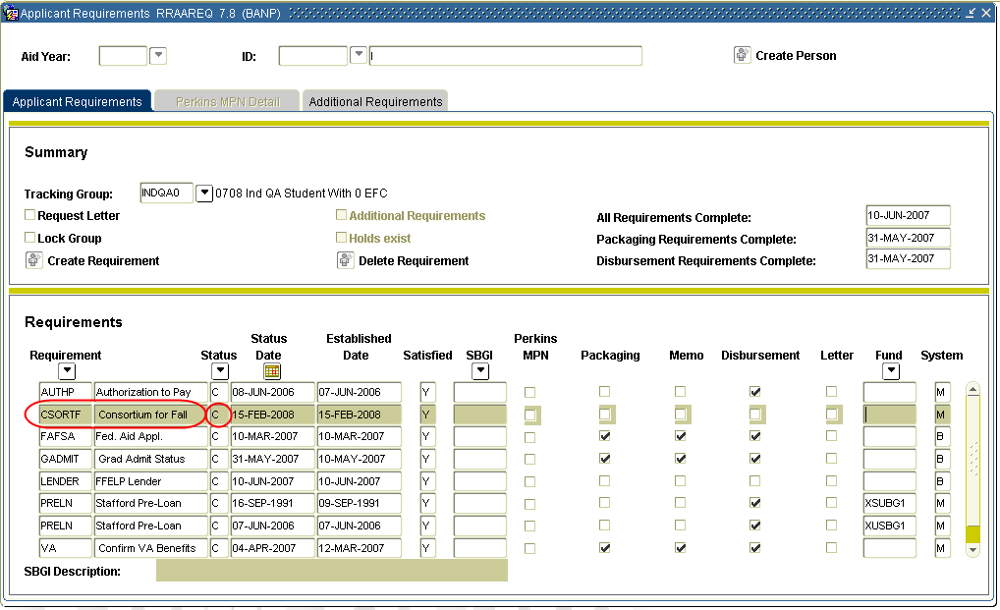 Applicant Requirements RRAAREQ 7.8 (BANP)
Aid Year: ID: Create Person
Applicant Requirements Perkins MPN Detail Additional Requirements
Summary
Tracking Group: INDQA0 0708 Ind QA Student With 0 EFC
Request Letter Additional Requirements All Requirements Complete: 10-JUN-2007
Lock Group Holds exist Packaging Requirements Complete: 31-MAY-2007
Create Requirement Delete Requirement Disbursement Requirements Complete: 31-MAY-2007
Requirements
Status Established Perkins
Requirement Status Date Date Satisfied SBGI MPN Packaging Memo Disbursement Letter Fund System
AUTHP Authorization to Pay C 08-JUN-2006 07-JUN-2006 Y M
CSORTF Consortium for Fall C 15-FEB-2008 15-FEB-2008 Y M
FAFSA Fed. Aid Appl. C 10-MAR-2007 10-MAR-2007 Y B
GADMIT Grad Admit Status C 31-MAY-2007 10-MAY-2007 Y B
LENDER FFELP Lender C 10-JUN-2007 10-JUN-2007 Y B
PRELN Stafford Pre-Loan C 16-SEP-1991 09-SEP-1991 Y XSUBG1 M
PRELN Stafford Pre-Loan C 07-JUN-2006 07-JUN-2006 Y XUSBG1 M
VA Confirm VA Benefits C 04-APR-2007 12-MAR-2007 Y M
SBGI Description: